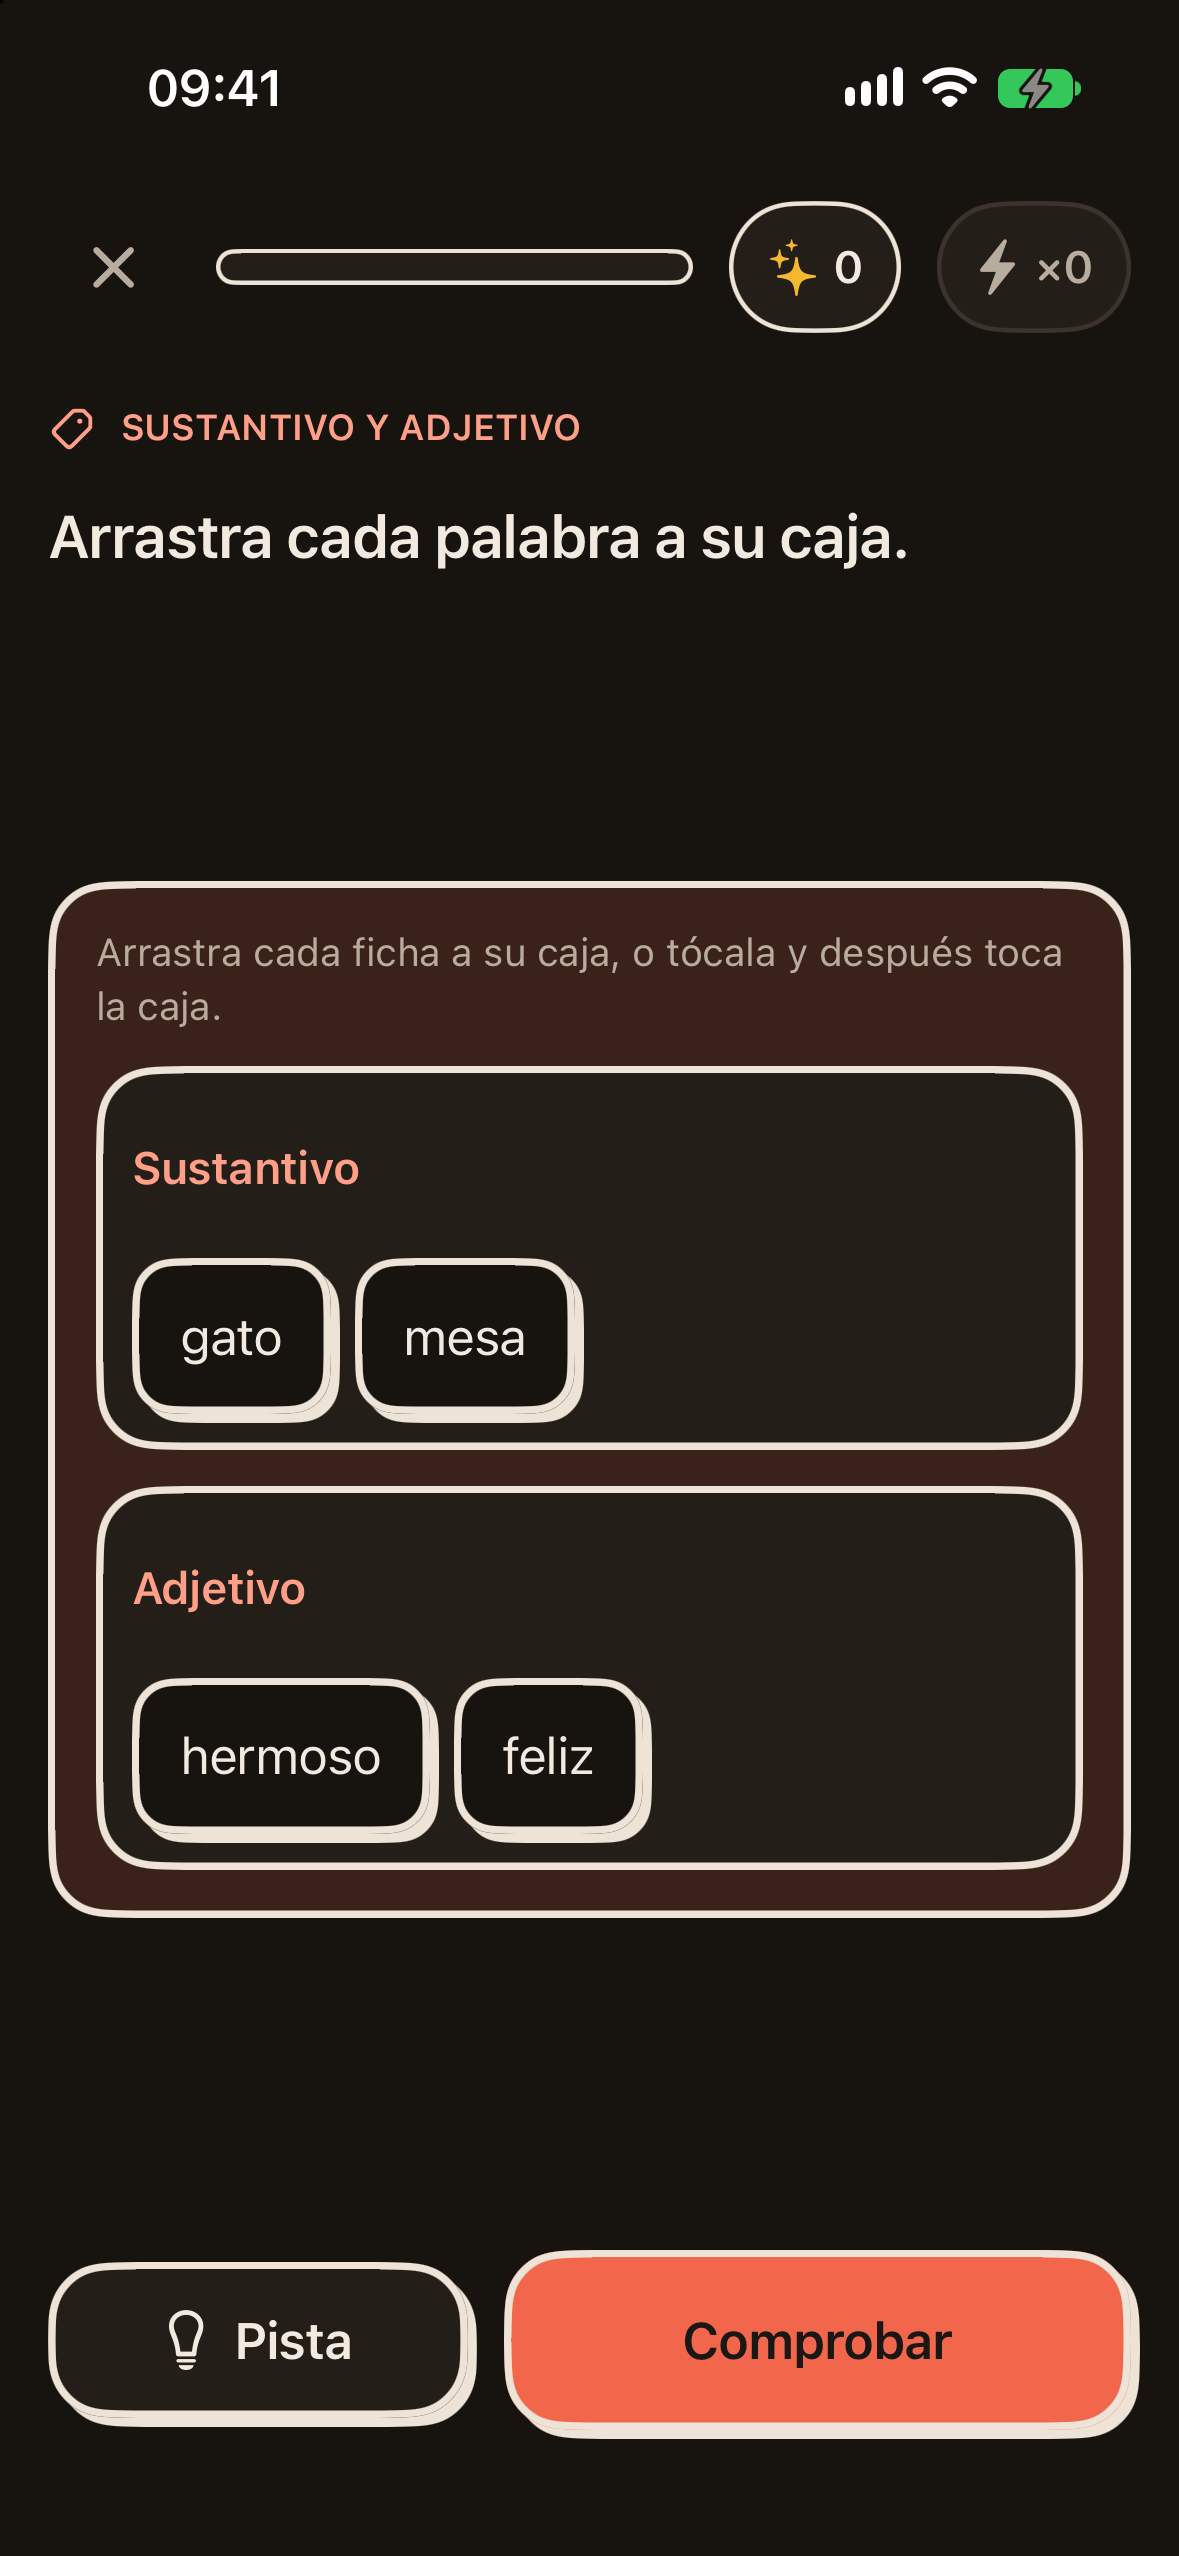 09:41
0
×0
SUSTANTIVO Y ADJETIVO
Arrastra cada palabra a su caja.
Arrastra cada ficha a su caja, o tócala y después toca
la caja.
Sustantivo
gato
mesa
Adjetivo
hermoso
feliz
Pista
Comprobar